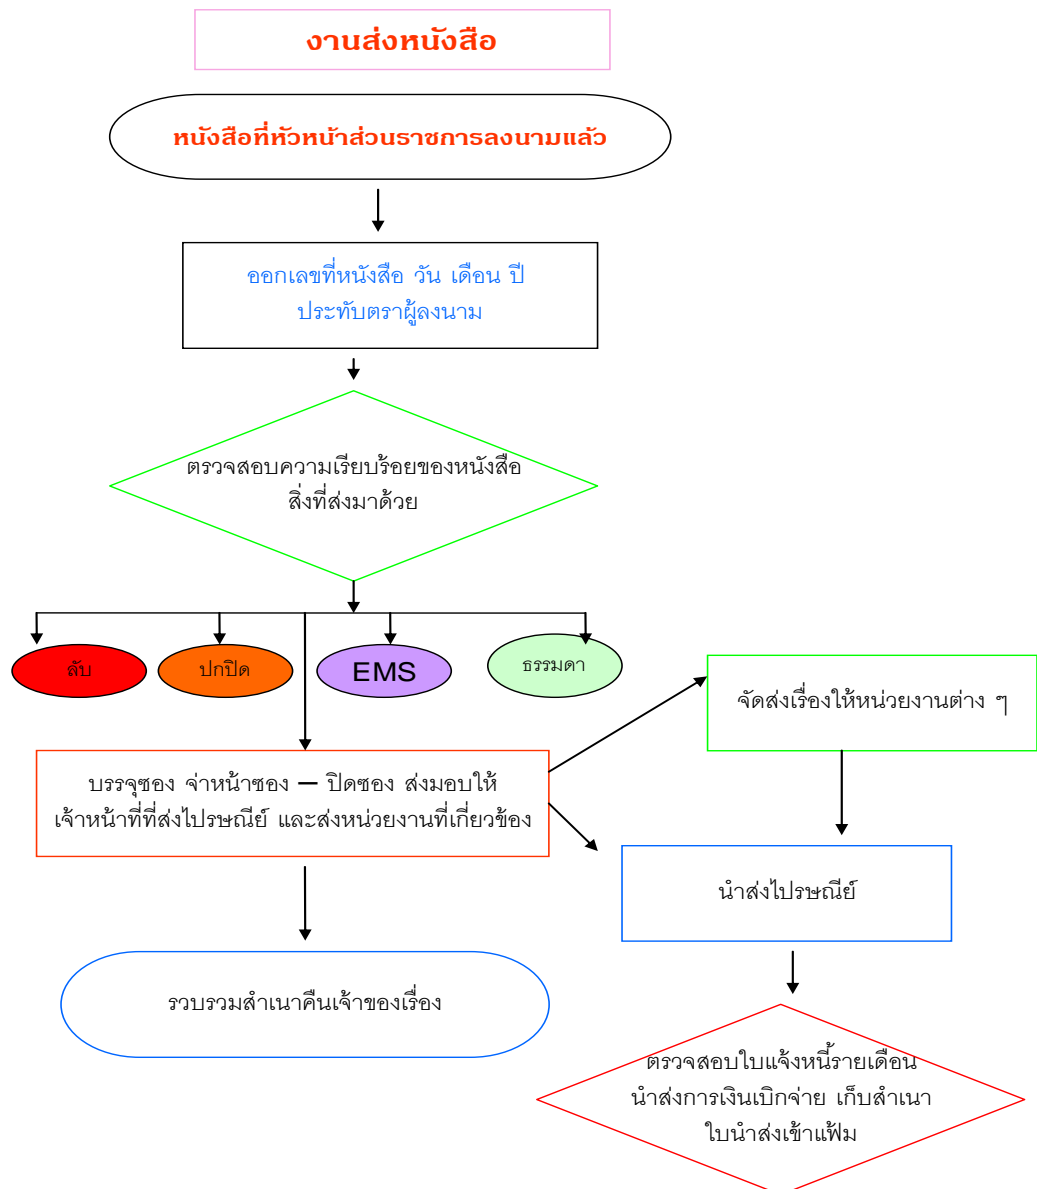 งานส่งหนังสือ
หนังสือที่หัวหน้าส่วนราชการลงนามแล้ว
ออกเลขที่หนังสือ วัน เดือน ปี
ประทับตราผู้ลงนาม
ตรวจสอบความเรียบร้อยของหนังสือ
สิ่งที่ส่งมาด้วย
ลับ
ปกปิด
EMS
ธรรมดา
จัดส่งเรื่องให้หน่วยงานต่าง ๆ
บรรจุซอง จ่าหน้าซอง – ปิดซอง ส่งมอบให้
เจ้าหน้าที่ที่ส่งไปรษณีย์ และส่งหน่วยงานที่เกี่ยวข้อง
นำส่งไปรษณีย์
รวบรวมสำเนาคืนเจ้าของเรื่อง
ตรวจสอบใบแจ้งหนี้รายเดือน
นำส่งการเงินเบิกจ่าย เก็บสำเนา
ใบนำส่งเข้าแฟ้ม